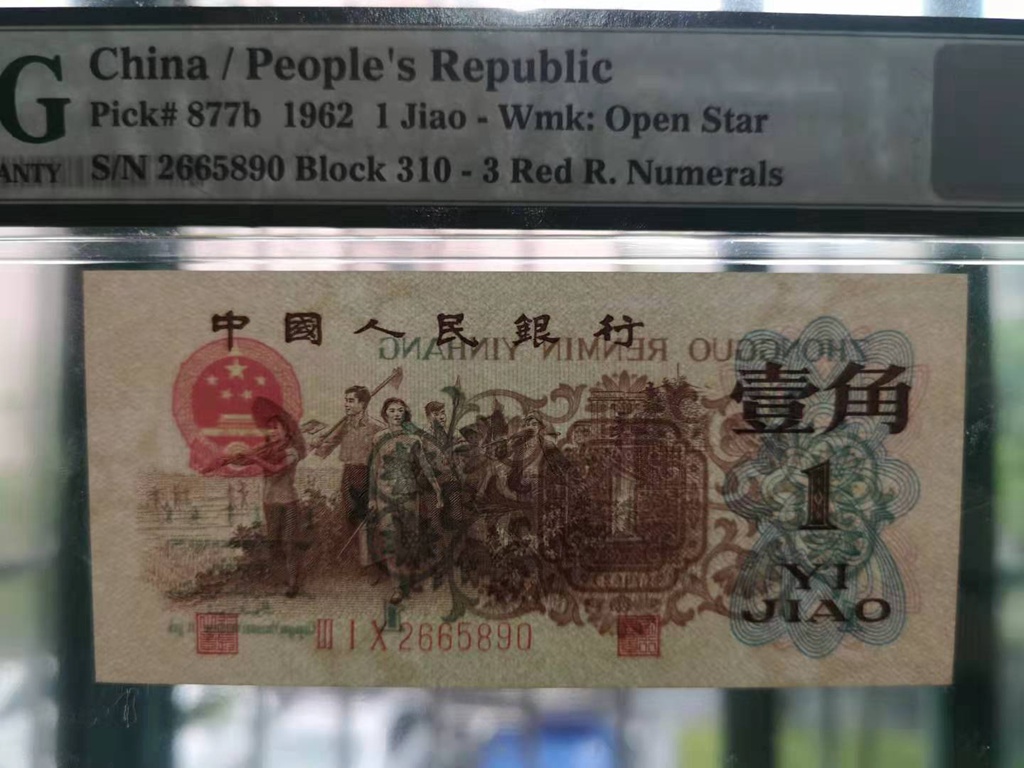 G
China / People's Republic
Pick# 877b 1962 1 Jiao - Wmk: Open Star
ANTY
S/N 2665890 Block 310 - 3 Red R. Numerals
中國人民銀行
ZHONGGUO RENMIN YINHANG
壹角
1
1
YI
JIAO
III I X 2665890